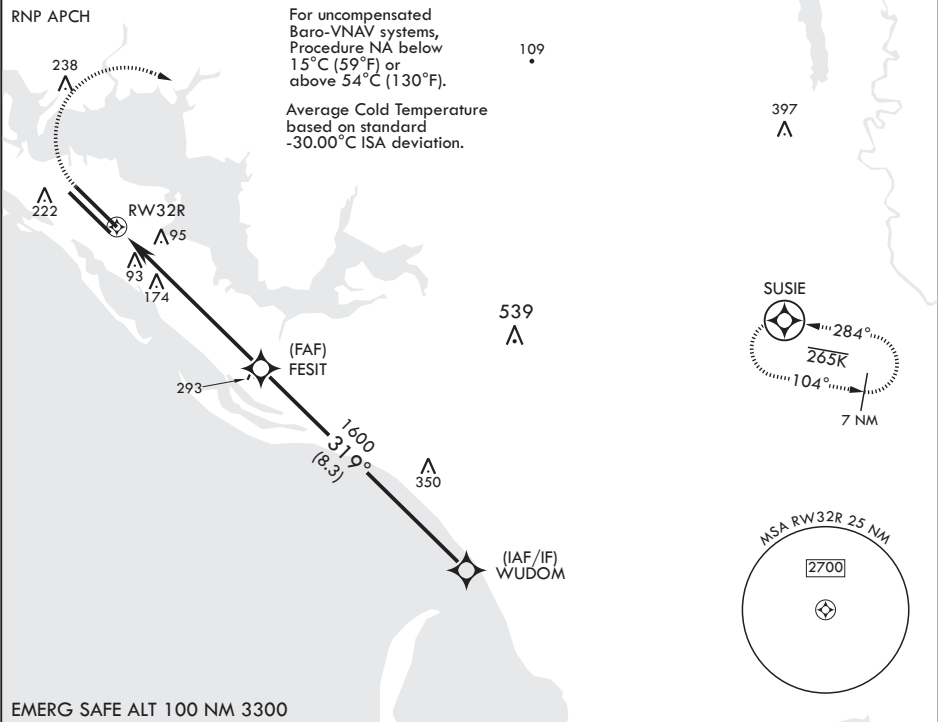 RNP APCH
For uncompensated
Baro-VNAV systems,
Procedure NA below
15°C (59°F) or
above 54°C (130°F).
Average Cold Temperature
based on standard
-30.00°C ISA deviation.
109
238
397
222
RW32R
95
93
174
SUSIE
284°
265K
104°
7 NM
539
(FAF)
FESIT
293
1600
319°
(8.3)
350
(IAF/IF)
WUDOM
MSA RW32R 25 NM
2700
EMERG SAFE ALT 100 NM 3300